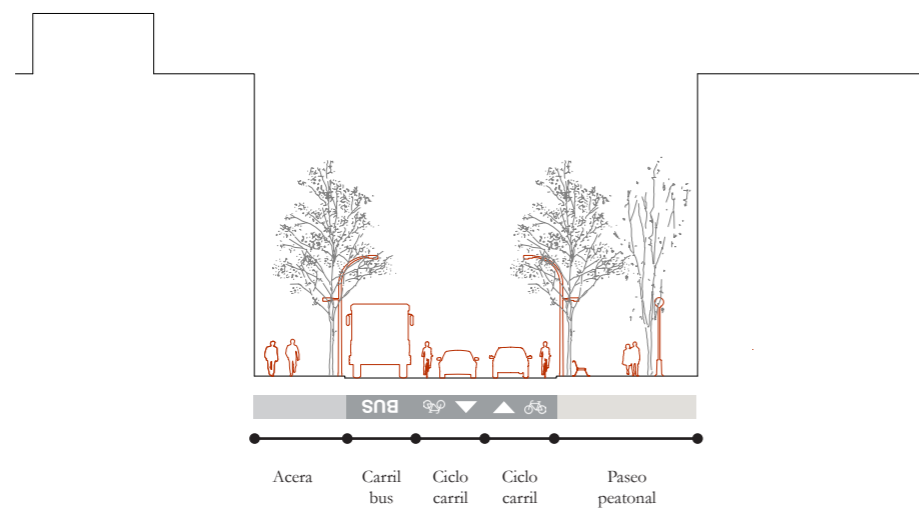 BUS
Acera
Carril
bus
Ciclo
carril
Ciclo
carril
Paseo
peatonal